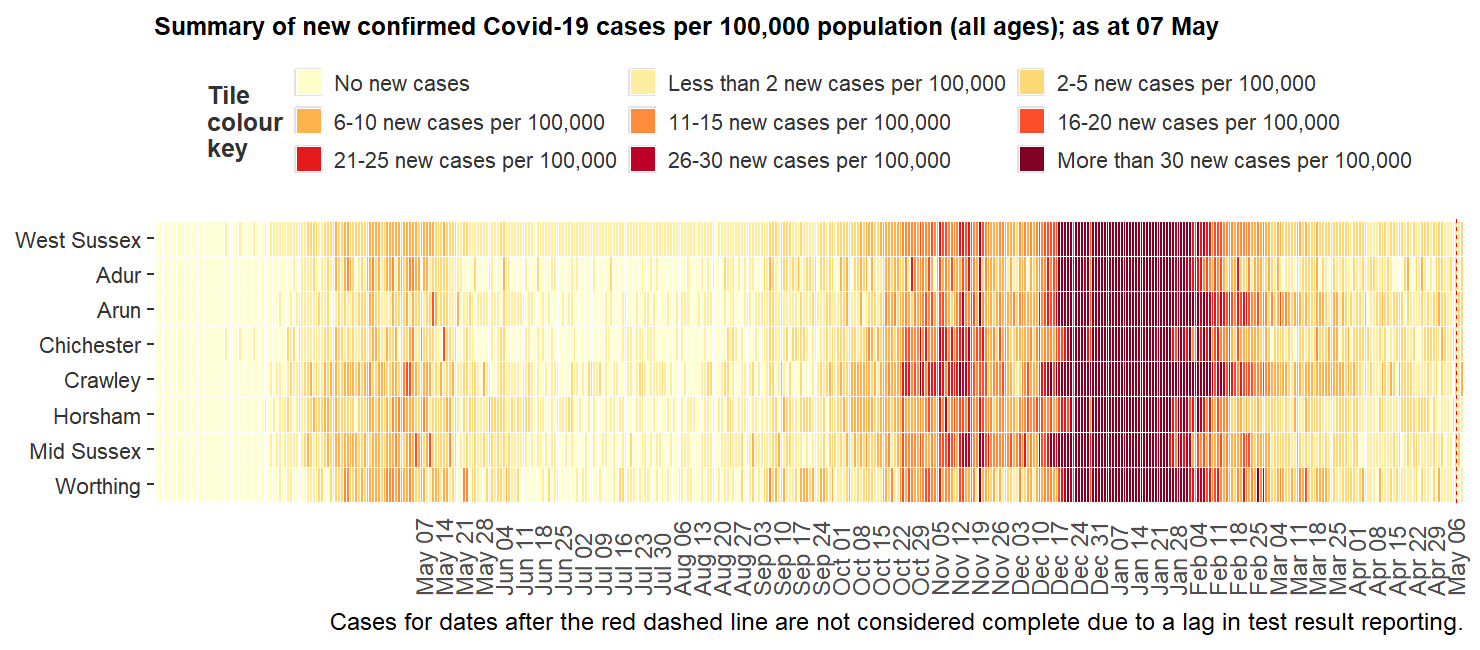 Summary of new confirmed Covid-19 cases per 100,000 population (all ages); as at 07 May
Tile
colour
key
No new cases
Less than 2 new cases per 100,000
2-5 new cases per 100,000
6-10 new cases per 100,000
11-15 new cases per 100,000
16-20 new cases per 100,000
21-25 new cases per 100,000
26-30 new cases per 100,000
More than 30 new cases per 100,000
West Sussex
Adur
Arun
Chichester
Crawley
Horsham
Mid Sussex
Worthing
May 07
May 14
May 21
May 28
Jun 04
Jun 11
Jun 18
Jun 25
Jul 02
Jul 09
Jul 16
Jul 23
Jul 30
Aug 06
Aug 13
Aug 20
Aug 27
Sep 03
Sep 10
Sep 17
Sep 24
Oct 01
Oct 08
Oct 15
Oct 22
Oct 29
Nov 05
Nov 12
Nov 19
Nov 26
Dec 03
Dec 10
Dec 17
Dec 24
Dec 31
Jan 07
Jan 14
Jan 21
Jan 28
Feb 04
Feb 11
Feb 18
Feb 25
Mar 04
Mar 11
Mar 18
Mar 25
Apr 01
Apr 08
Apr 15
Apr 22
Apr 29
May 06
Cases for dates after the red dashed line are not considered complete due to a lag in test result reporting.